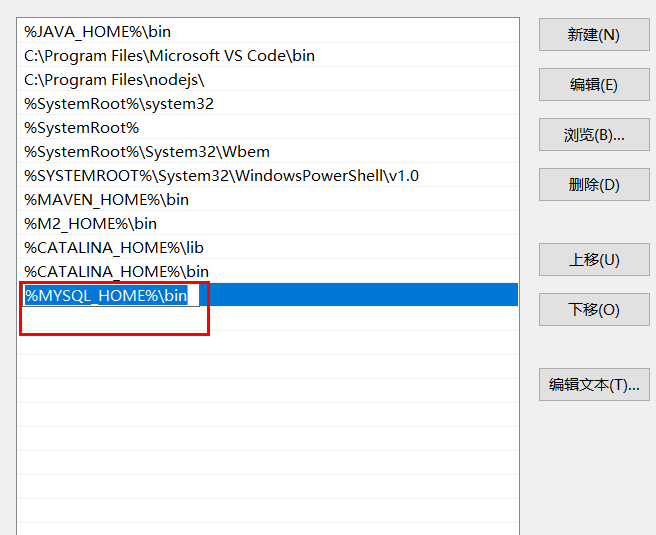 %JAVA_HOME%\bin
C:\Program Files\Microsoft VS Code\bin
C:\Program Files\nodejs\
%SystemRoot%\system32
%SystemRoot%
%SystemRoot%\System32\Wbem
%SYSTEMROOT%\System32\WindowsPowerShell\v1.0
%MAVEN_HOME%\bin
%M2_HOME%\bin
%CATALINA_HOME%\lib
%CATALINA_HOME%\bin
%MYSQL_HOME%\bin
新建(N)
编辑(E)
浏览(B)...
删除(D)
上移(U)
下移(O)
编辑文本(T)...